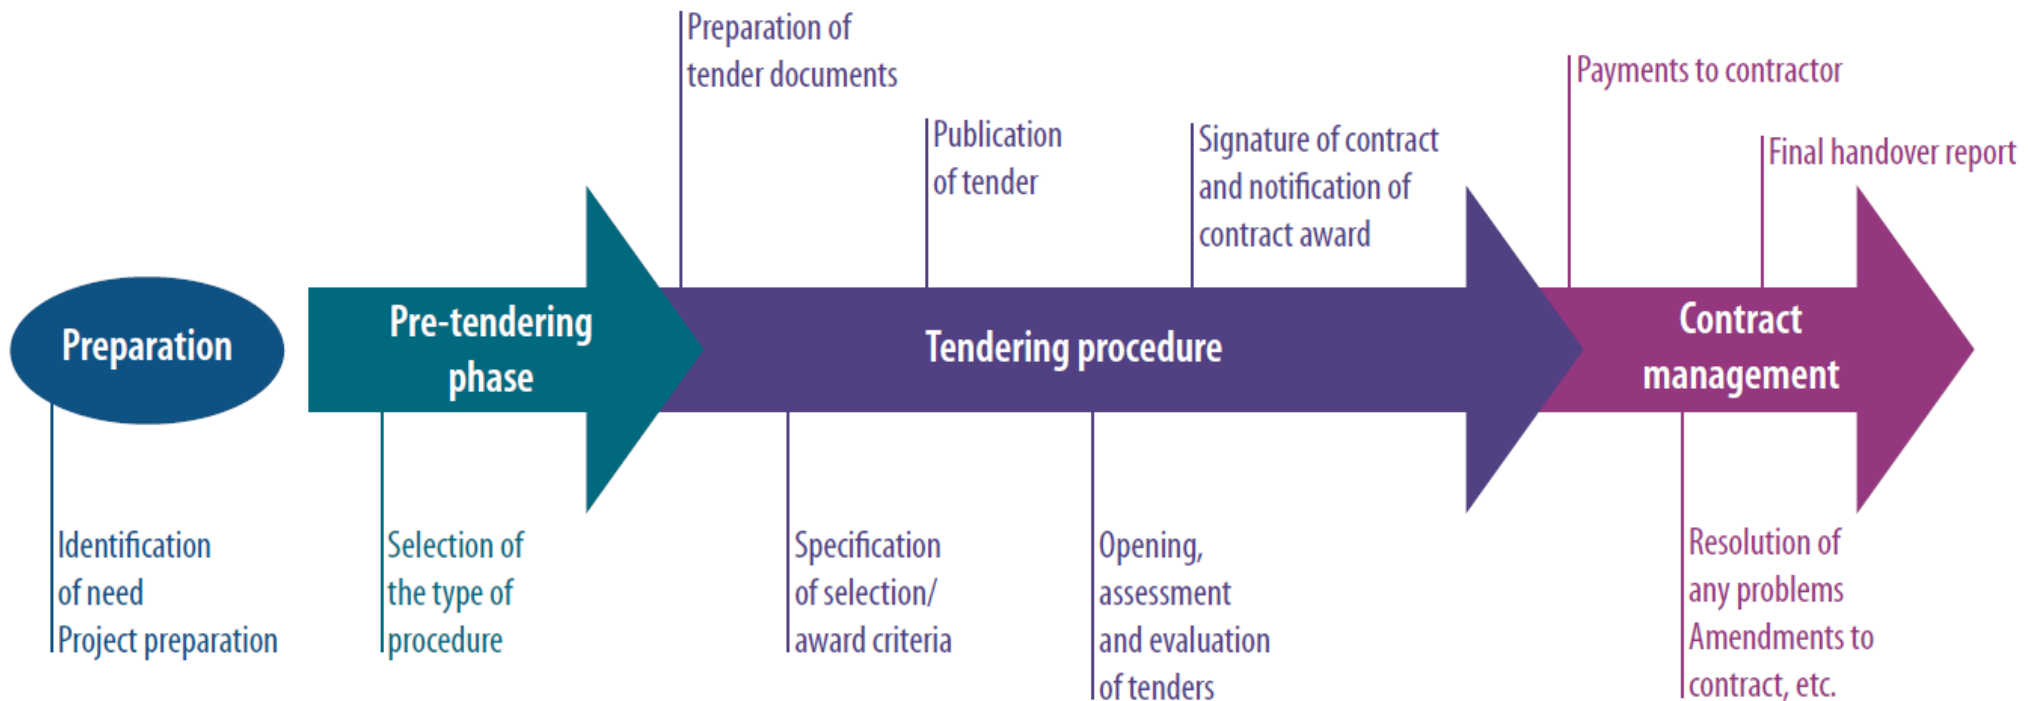 Preparation of
tender documents
Publication
of tender
Signature of contract
and notification of
contract award
Payments to contractor
Final handover report
Preparation
Pre-tendering
phase
Tendering procedure
Contract
management
Identification
of need
Project preparation
Selection of
the type of
procedure
Specification
of selection/
award criteria
Opening,
assessment
and evaluation
of tenders
Resolution of
any problems
Amendments to
contract, etc.